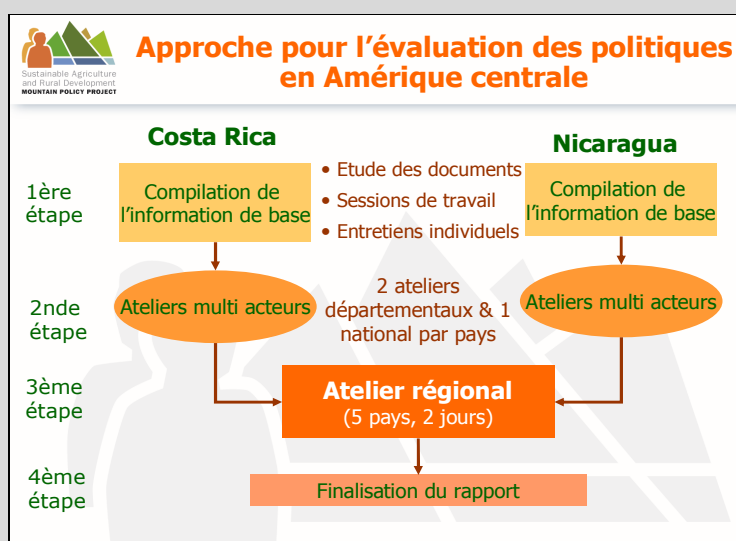 Sustainable Agriculture
and Rural Development
MOUNTAIN POLICY PROJECT
Approche pour l'évaluation des politiques
en Amérique centrale
Costa Rica
Nicaragua
1ère
étape
Compilation de
l'information de base
• Etude des documents
• Sessions de travail
• Entretiens individuels
Compilation de
l'information de base
2nde
étape
Ateliers multi acteurs
2 ateliers
départementaux & 1
national par pays
Ateliers multi acteurs
3ème
étape
Atelier régional
(5 pays, 2 jours)
4ème
étape
Finalisation du rapport